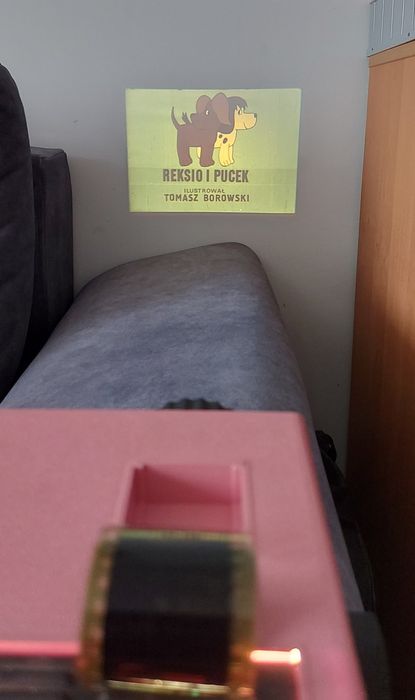 REKSIO I PUCEK
ILUSTROWAŁ
TOMASZ BOROWSKI